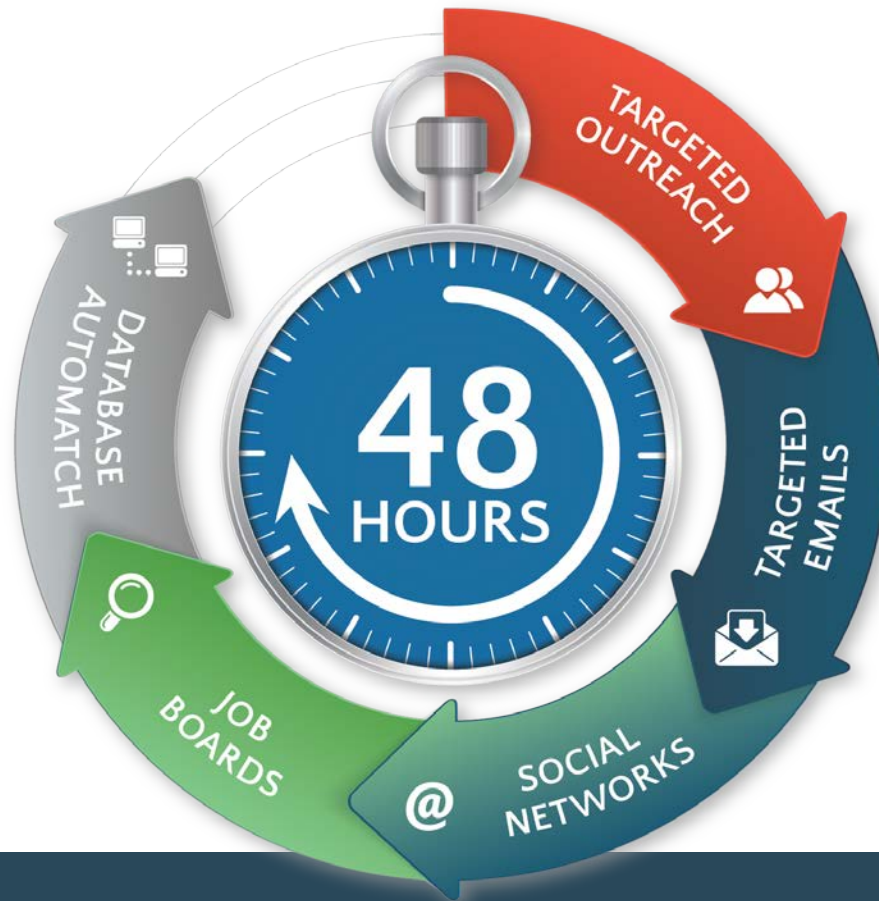 TARGETED
OUTREACH
TARGETED
EMAILS
SOCIAL
NETWORKS
@
JOB
BOARDS
DATABASE
AUTOMATCH
48
HOURS